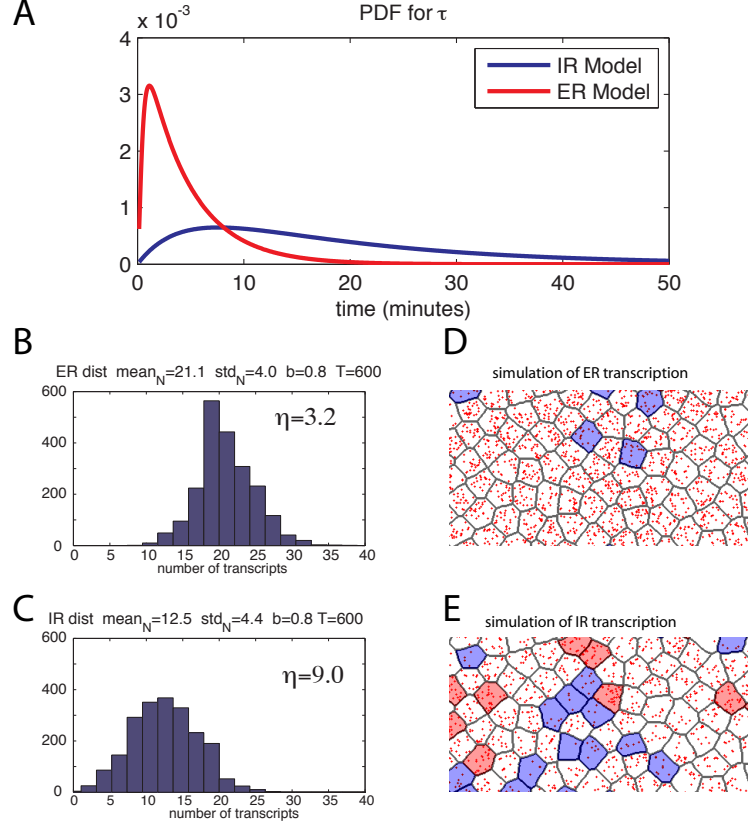 A
PDF for τ
x 10⁻³
4
3
2
1
0
IR Model
ER Model
0 10 20 30 40 50
time (minutes)
B
ER dist mean_N=21.1 std_N=4.0 b=0.8 T=600
600
400
200
0
η=3.2
0 5 10 15 20 25 30 35 40
number of transcripts
C
IR dist mean_N=12.5 std_N=4.4 b=0.8 T=600
600
400
200
0
η=9.0
0 5 10 15 20 25 30 35 40
number of transcripts
D
simulation of ER transcription
E
simulation of IR transcription